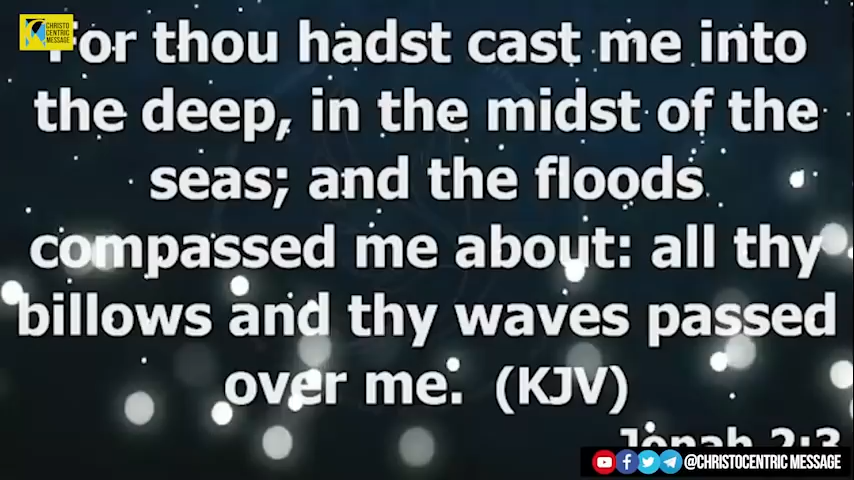 CHRISTO
CENTRIC
MESSAGE
For thou hadst cast me into
the deep, in the midst of the
seas; and the floods
compassed me about: all thy
billows and thy waves passed
over me. (KJV)
Jonah 2:3
@CHRISTOCENTRIC MESSAGE